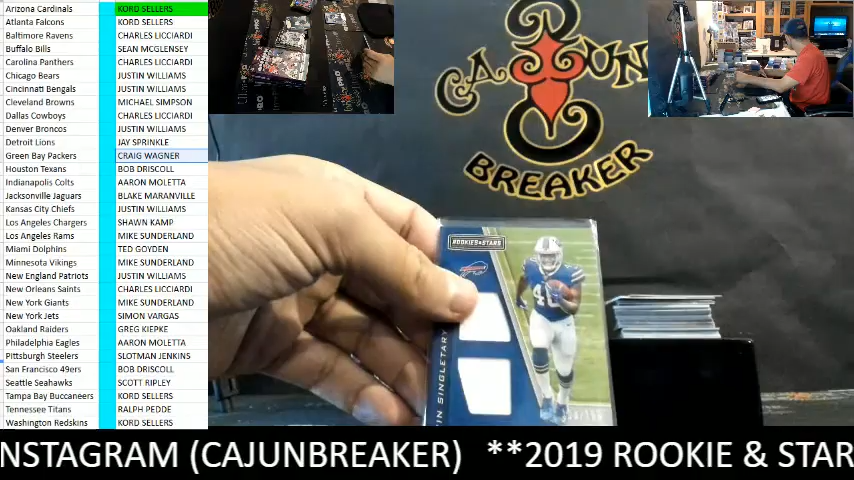 Arizona Cardinals KORD SELLERS
Atlanta Falcons KORD SELLERS
Baltimore Ravens CHARLES LICCIARDI
Buffalo Bills SEAN MCGLENSEY
Carolina Panthers CHARLES LICCIARDI
Chicago Bears JUSTIN WILLIAMS
Cincinnati Bengals JUSTIN WILLIAMS
Cleveland Browns MICHAEL SIMPSON
Dallas Cowboys CHARLES LICCIARDI
Denver Broncos JUSTIN WILLIAMS
Detroit Lions JAY SPRINKLE
Green Bay Packers CRAIG WAGNER
Houston Texans BOB DRISCOLL
Indianapolis Colts AARON MOLETTA
Jacksonville Jaguars BLAKE MARANVILLE
Kansas City Chiefs JUSTIN WILLIAMS
Los Angeles Chargers SHAWN KAMP
Los Angeles Rams MIKE SUNDERLAND
Miami Dolphins TED GOYDEN
Minnesota Vikings MIKE SUNDERLAND
New England Patriots JUSTIN WILLIAMS
New Orleans Saints CHARLES LICCIARDI
New York Giants MIKE SUNDERLAND
New York Jets SIMON VARGAS
Oakland Raiders GREG KIEPKE
Philadelphia Eagles AARON MOLETTA
Pittsburgh Steelers SLOTMAN JENKINS
San Francisco 49ers BOB DRISCOLL
Seattle Seahawks SCOTT RIPLEY
Tampa Bay Buccaneers KORD SELLERS
Tennessee Titans RALPH PEDDE
Washington Redskins KORD SELLERS
CAJUN
BREAKER
ROOKIES & STARS
IN SINGLETARY
NSTAGRAM (CAJUNBREAKER) **2019 ROOKIE & STAR